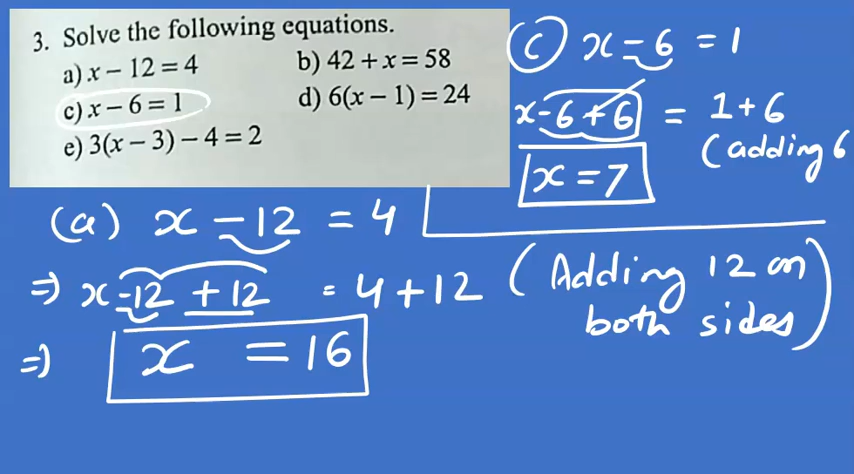 3. Solve the following equations.
a) x – 12 = 4
b) 42 + x = 58
c) x – 6 = 1
d) 6(x – 1) = 24
e) 3(x – 3) – 4 = 2
(c) x – 6 = 1
x – 6 + 6 = 1 + 6
(adding 6
x = 7
(a) x – 12 = 4
⇒ x – 12 + 12 = 4 + 12 (Adding 12 on both sides)
⇒ x = 16